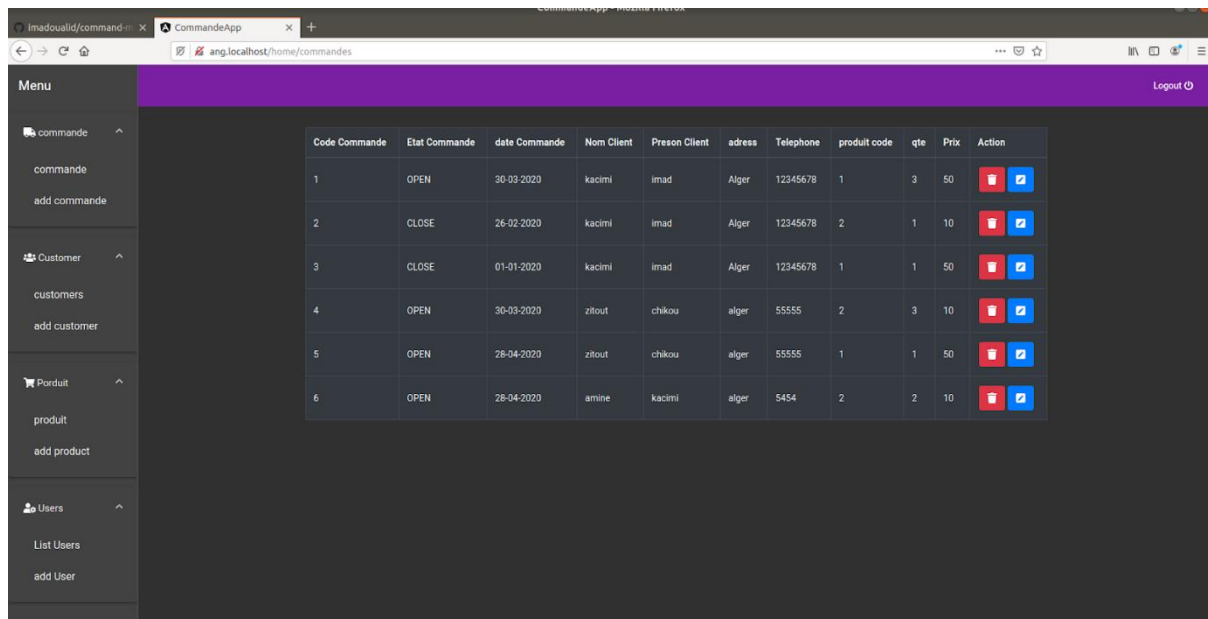 CommandeApp - Mozilla Firefox
imadoualid/command-m
CommandeApp
ang.localhost/home/commandes
Menu
Logout
commande
commande
add commande
Customer
customers
add customer
Porduit
produit
add product
Users
List Users
add User
Code Commande Etat Commande date Commande Nom Client Preson Client adress Telephone produit code qte Prix Action
1 OPEN 30-03-2020 kacimi imad Alger 12345678 1 3 50
2 CLOSE 26-02-2020 kacimi imad Alger 12345678 2 1 10
3 CLOSE 01-01-2020 kacimi imad Alger 12345678 1 1 50
4 OPEN 30-03-2020 zitout chikou alger 55555 2 3 10
5 OPEN 28-04-2020 zitout chikou alger 55555 1 1 50
6 OPEN 28-04-2020 amine kacimi alger 5454 2 2 10